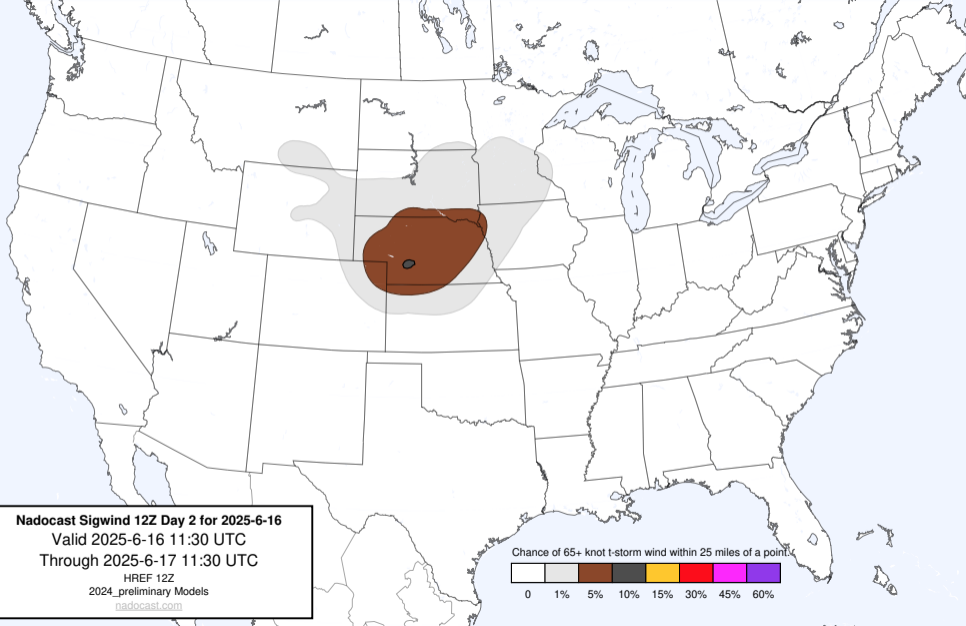 Nadocast Sigwind 12Z Day 2 for 2025-6-16
Valid 2025-6-16 11:30 UTC
Through 2025-6-17 11:30 UTC
HREF 12Z
2024_preliminary Models
nadocast.com
Chance of 65+ knot t-storm wind within 25 miles of a point.
0 1% 5% 10% 15% 30% 45% 60%